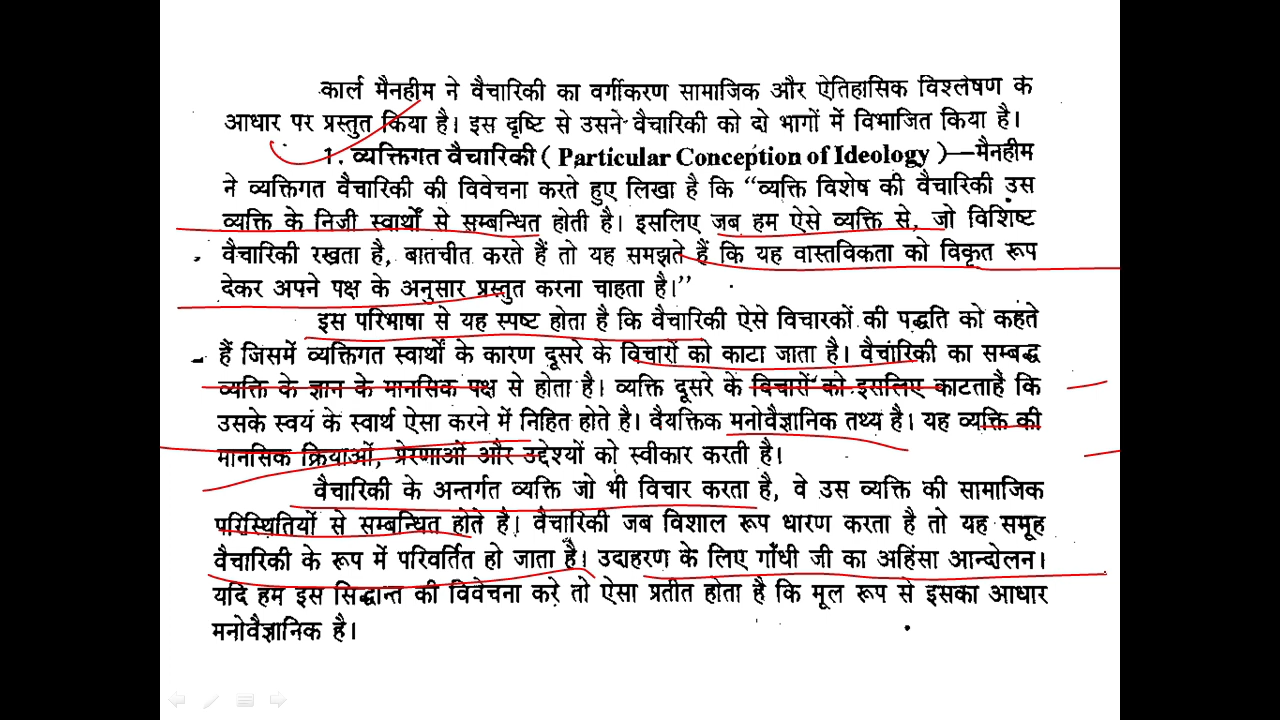 कार्ल मैनहीम ने वैचारिकी का वर्गीकरण सामाजिक और ऐतिहासिक विश्लेषण के
आधार पर प्रस्तुत किया है। इस दृष्टि से उसने वैचारिकी को दो भागों में विभाजित किया है।
1. व्यक्तिगत वैचारिकी ( Particular Conception of Ideology )—मैनहीम
ने व्यक्तिगत वैचारिकी की विवेचना करते हुए लिखा है कि “व्यक्ति विशेष की वैचारिकी उस
व्यक्ति के निजी स्वार्थों से सम्बन्धित होती है। इसलिए जब हम ऐसे व्यक्ति से, जो विशिष्ट
वैचारिकी रखता है, बातचीत करते हैं तो यह समझते हैं कि यह वास्तविकता को विकृत रूप
देकर अपने पक्ष के अनुसार प्रस्तुत करना चाहता है।”
इस परिभाषा से यह स्पष्ट होता है कि वैचारिकी ऐसे विचारकों की पद्धति को कहते
हैं जिसमें व्यक्तिगत स्वार्थों के कारण दूसरे के विचारों को काटा जाता है। वैचारिकी का सम्बद्ध
व्यक्ति के ज्ञान के मानसिक पक्ष से होता है। व्यक्ति दूसरे के विचारों को इसलिए काटताहै कि
उसके स्वयं के स्वार्थ ऐसा करने में निहित होते है। वैयक्तिक मनोवैज्ञानिक तथ्य है। यह व्यक्ति की
मानसिक क्रियाओं, प्रेरणाओं और उद्देश्यों को स्वीकार करती है।
वैचारिकी के अन्तर्गत व्यक्ति जो भी विचार करता है, वे उस व्यक्ति की सामाजिक
परिस्थितियों से सम्बन्धित होते है। वैचारिकी जब विशाल रूप धारण करता है तो यह समूह
वैचारिकी के रूप में परिवर्तित हो जाता है। उदाहरण के लिए गाँधी जी का अहिंसा आन्दोलन।
यदि हम इस सिद्धान्त की विवेचना करे तो ऐसा प्रतीत होता है कि मूल रूप से इसका आधार
मनोवैज्ञानिक है।